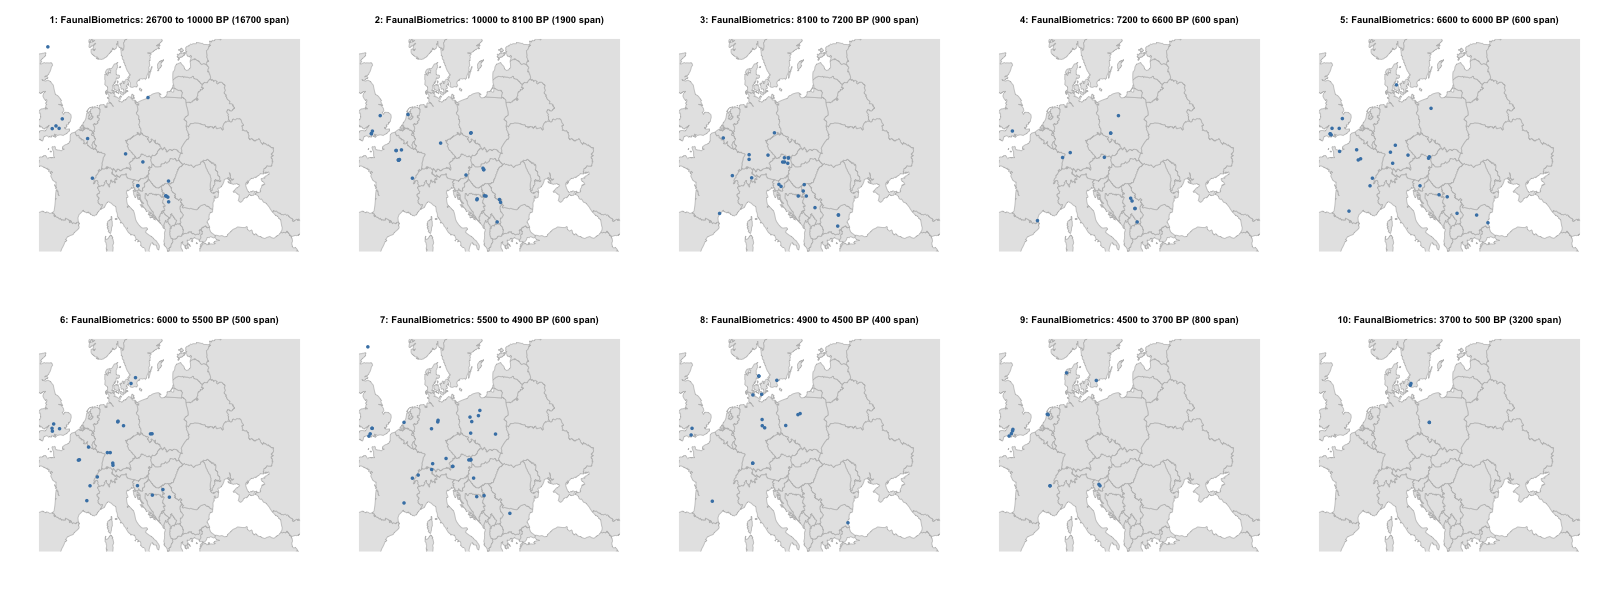 1: FaunalBiometrics: 26700 to 10000 BP (16700 span)
2: FaunalBiometrics: 10000 to 8100 BP (1900 span)
3: FaunalBiometrics: 8100 to 7200 BP (900 span)
4: FaunalBiometrics: 7200 to 6600 BP (600 span)
5: FaunalBiometrics: 6600 to 6000 BP (600 span)
6: FaunalBiometrics: 6000 to 5500 BP (500 span)
7: FaunalBiometrics: 5500 to 4900 BP (600 span)
8: FaunalBiometrics: 4900 to 4500 BP (400 span)
9: FaunalBiometrics: 4500 to 3700 BP (800 span)
10: FaunalBiometrics: 3700 to 500 BP (3200 span)